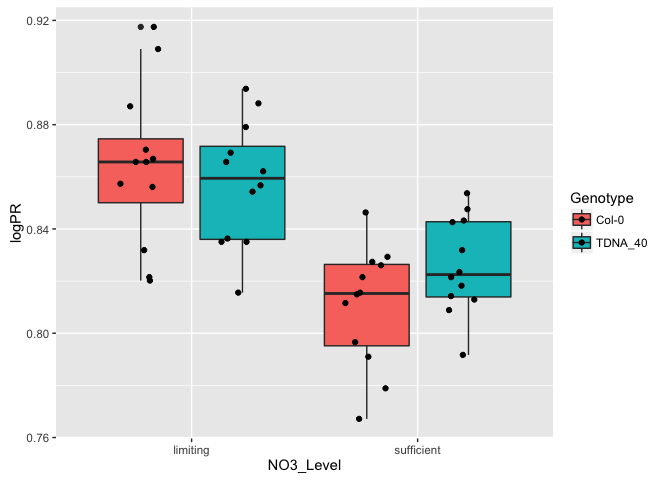 0.92
0.88
0.84
0.80
0.76
logPR
limiting
sufficient
NO3_Level
Genotype
Col-0
TDNA_40